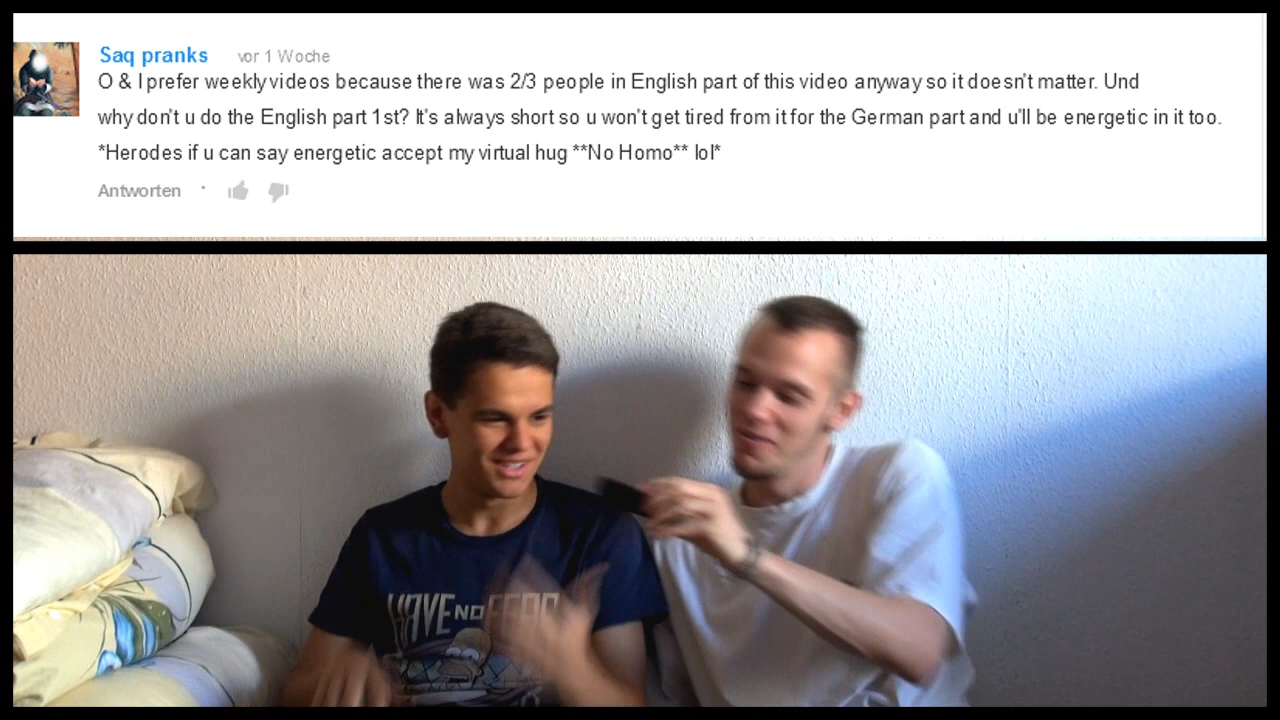 Saq pranks vor 1 Woche
O & I prefer weekly videos because there was 2/3 people in English part of this video anyway so it doesn't matter. Und
why don't u do the English part 1st? It's always short so u won't get tired from it for the German part and u'll be energetic in it too.
*Herodes if u can say energetic accept my virtual hug **No Homo** lol*
Antworten
HAVE NO FEAR